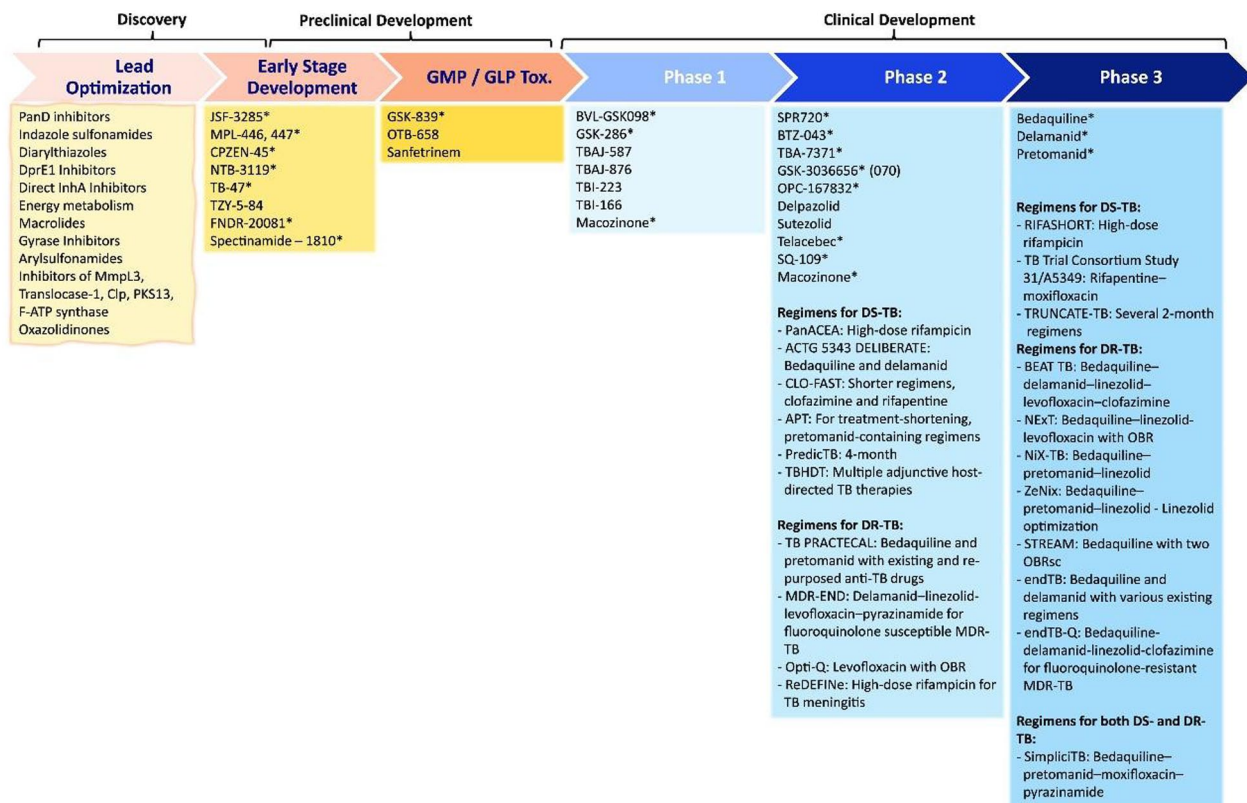 Discovery
Preclinical Development
Clinical Development
Lead
Optimization
Early Stage
Development
GMP / GLP Tox.
Phase 1
Phase 2
Phase 3
PanD inhibitors
Indazole sulfonamides
Diarylthiazoles
DprE1 Inhibitors
Direct InhA Inhibitors
Energy metabolism
Macrolides
Gyrase Inhibitors
Arylsulfonamides
Inhibitors of MmpL3,
Translocase-1, Clp, PKS13,
F-ATP synthase
Oxazolidinones
JSF-3285*
MPL-446, 447*
CPZEN-45*
NTB-3119*
TB-47*
TZY-5-84
FNDR-20081*
Spectinamide – 1810*
GSK-839*
OTB-658
Sanfetrinem
BVL-GSK098*
GSK-286*
TBAJ-587
TBAJ-876
TBI-223
TBI-166
Macozinone*
SPR720*
BTZ-043*
TBA-7371*
GSK-3036656* (070)
OPC-167832*
Delpazolid
Sutezolid
Telacebec*
SQ-109*
Macozinone*
Regimens for DS-TB:
- PanACEA: High-dose rifampicin
- ACTG 5343 DELIBERATE:
Bedaquiline and delamanid
- CLO-FAST: Shorter regimens,
clofazimine and rifapentine
- APT: For treatment-shortening,
pretomanid-containing regimens
- PredicTB: 4-month
- TBHDT: Multiple adjunctive host-
directed TB therapies
Regimens for DR-TB:
- TB PRACTECAL: Bedaquiline and
pretomanid with existing and re-
purposed anti-TB drugs
- MDR-END: Delamanid–linezolid-
levofloxacin–pyrazinamide for
fluoroquinolone susceptible MDR-
TB
- Opti-Q: Levofloxacin with OBR
- ReDEFINe: High-dose rifampicin for
TB meningitis
Bedaquiline*
Delamanid*
Pretomanid*
Regimens for DS-TB:
- RIFASHORT: High-dose
rifampicin
- TB Trial Consortium Study
31/A5349: Rifapentine–
moxifloxacin
- TRUNCATE-TB: Several 2-month
regimens
Regimens for DR-TB:
- BEAT TB: Bedaquiline–
delamanid–linezolid–
levofloxacin–clofazimine
- NExT: Bedaquiline–linezolid-
levofloxacin with OBR
- NiX-TB: Bedaquiline–
pretomanid–linezolid
- ZeNix: Bedaquiline–
pretomanid–linezolid - Linezolid
optimization
- STREAM: Bedaquiline with two
OBRsc
- endTB: Bedaquiline and
delamanid with various existing
regimens
- endTB-Q: Bedaquiline-
delamanid-linezolid-clofazimine
for fluoroquinolone-resistant
MDR-TB
Regimens for both DS- and DR-
TB:
- SimpliciTB: Bedaquiline–
pretomanid–moxifloxacin–
pyrazinamide